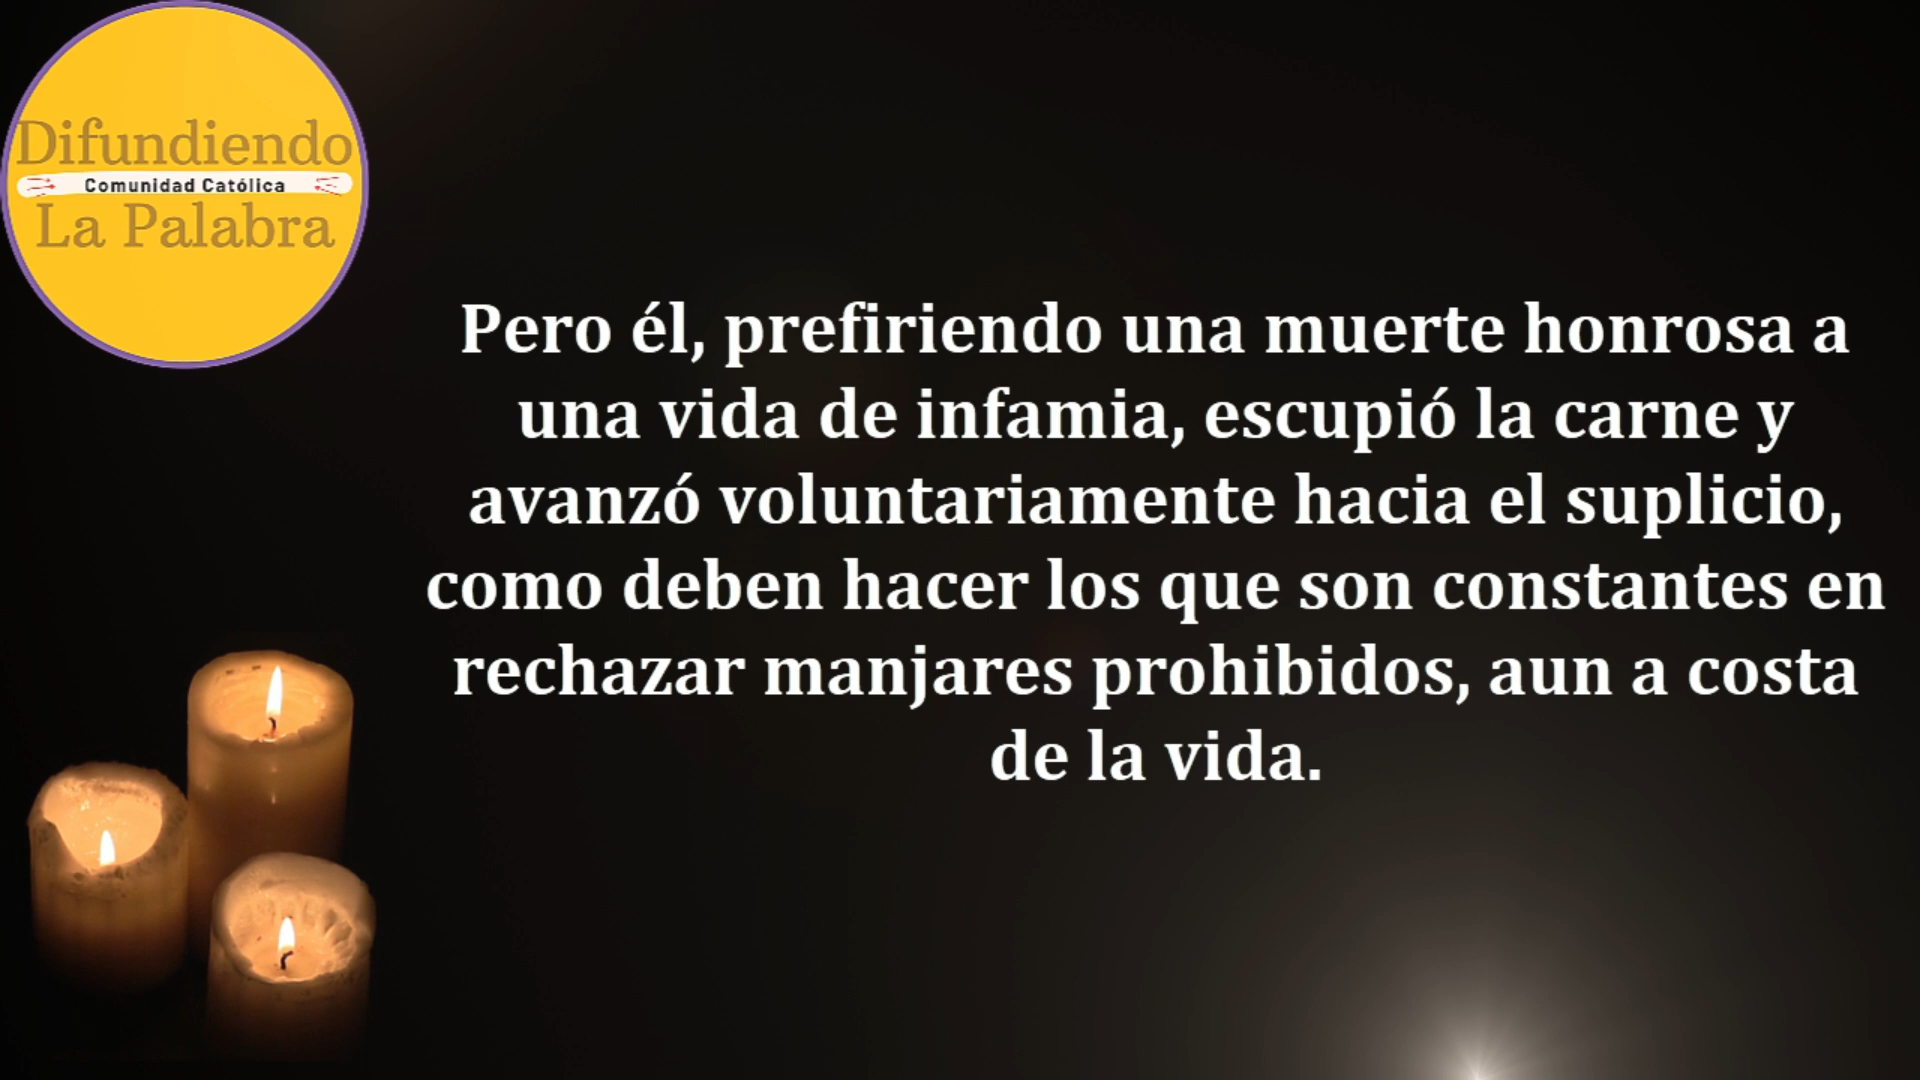 Difundiendo
Comunidad Católica
La Palabra
Pero él, prefiriendo una muerte honrosa a
una vida de infamia, escupió la carne y
avanzó voluntariamente hacia el suplicio,
como deben hacer los que son constantes en
rechazar manjares prohibidos, aun a costa
de la vida.